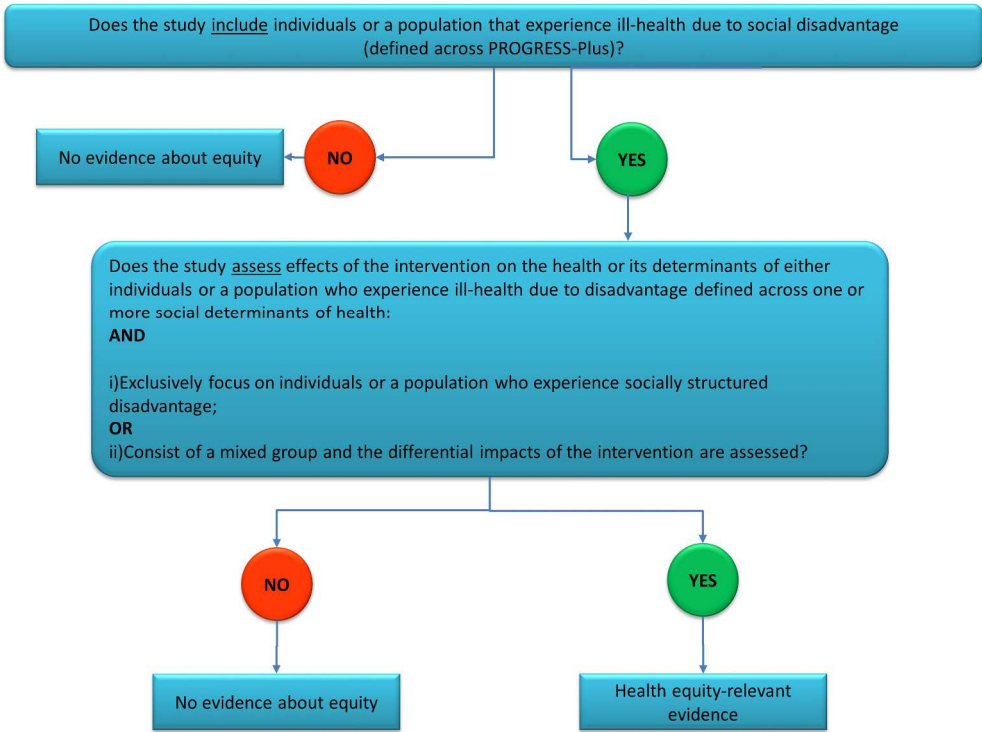 Does the study include individuals or a population that experience ill-health due to social disadvantage
(defined across PROGRESS-Plus)?
No evidence about equity
NO
YES
Does the study assess effects of the intervention on the health or its determinants of either
individuals or a population who experience ill-health due to disadvantage defined across one or
more social determinants of health:
AND
i)Exclusively focus on individuals or a population who experience socially structured
disadvantage;
OR
ii)Consist of a mixed group and the differential impacts of the intervention are assessed?
NO
YES
No evidence about equity
Health equity-relevant
evidence